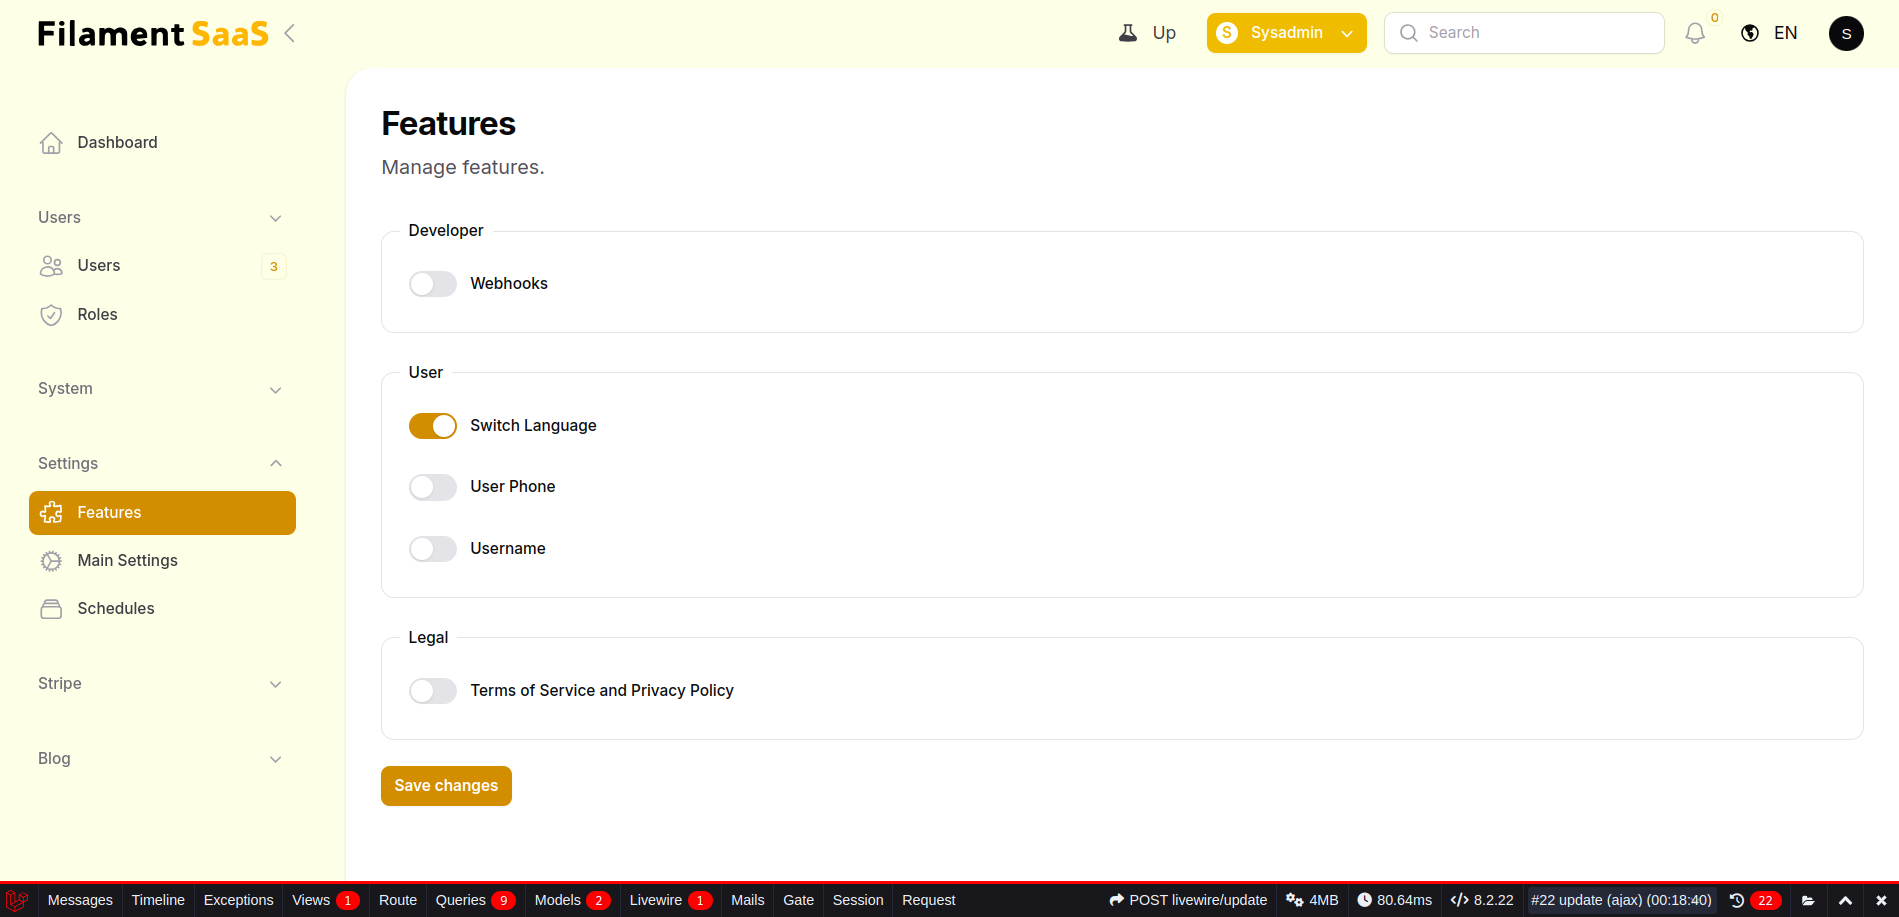 Filament SaaS
Up
S Sysadmin
Search
0
EN
S
Dashboard
Users
Users 3
Roles
System
Settings
Features
Main Settings
Schedules
Stripe
Blog
Features
Manage features.
Developer
Webhooks
User
Switch Language
User Phone
Username
Legal
Terms of Service and Privacy Policy
Save changes
Messages Timeline Exceptions Views 1 Route Queries 9 Models 2 Livewire 1 Mails Gate Session Request POST livewire/update 4MB 80.64ms 8.2.22 #22 update (ajax) (00:18:40) 22